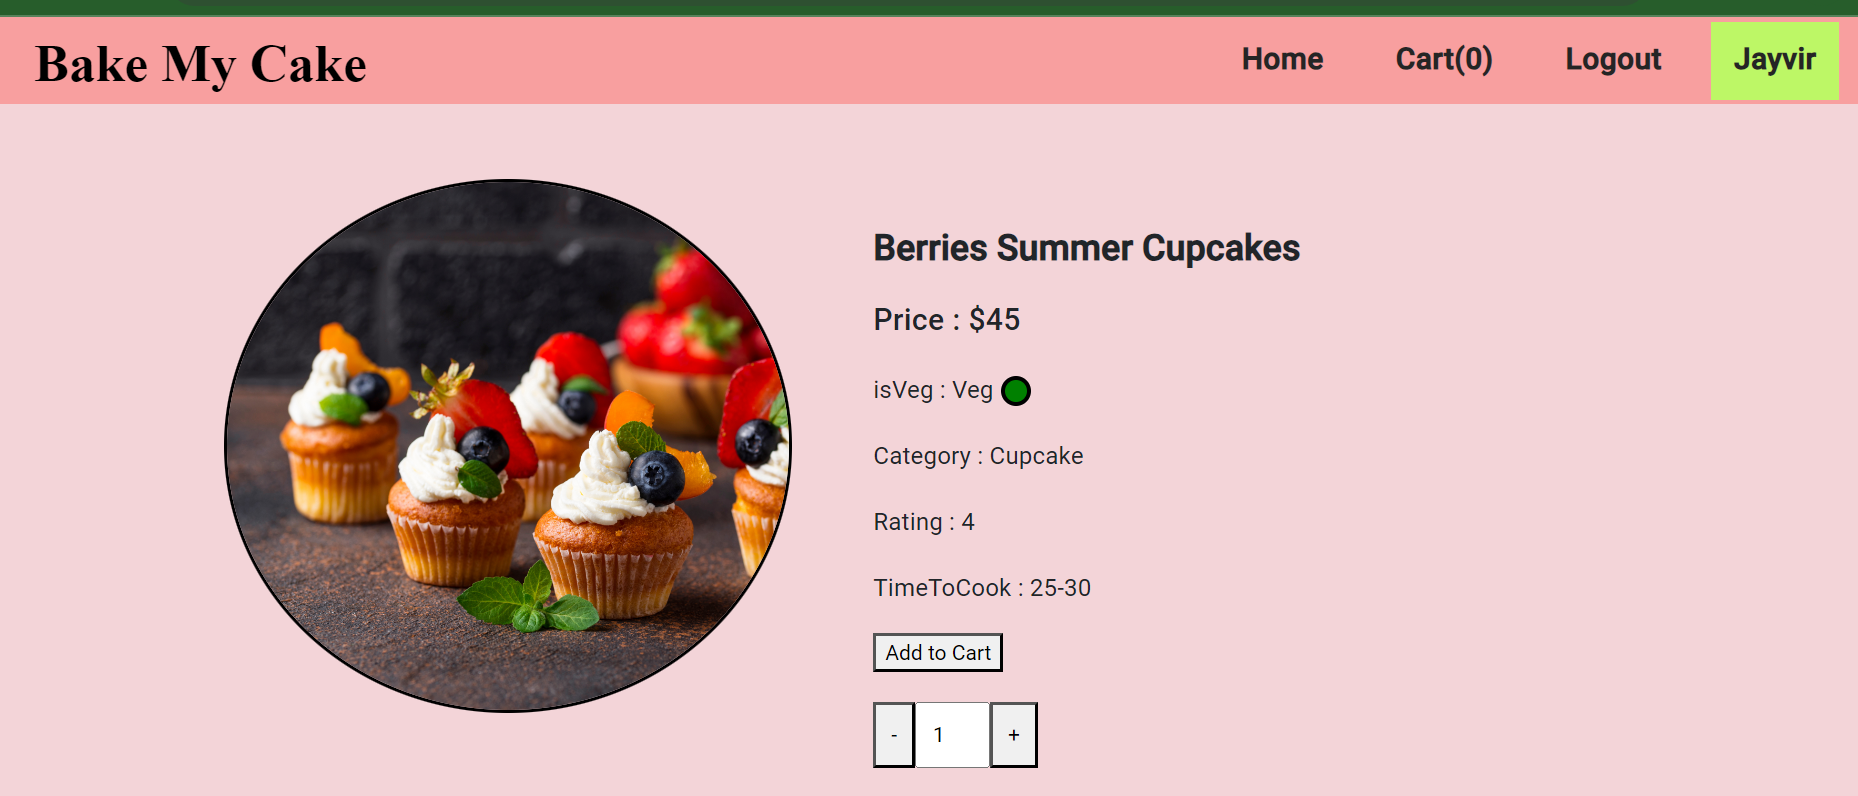 Bake My Cake
Home Cart(0) Logout Jayvir
Berries Summer Cupcakes
Price : $45
isVeg : Veg
Category : Cupcake
Rating : 4
TimeToCook : 25-30
Add to Cart
- 1 +